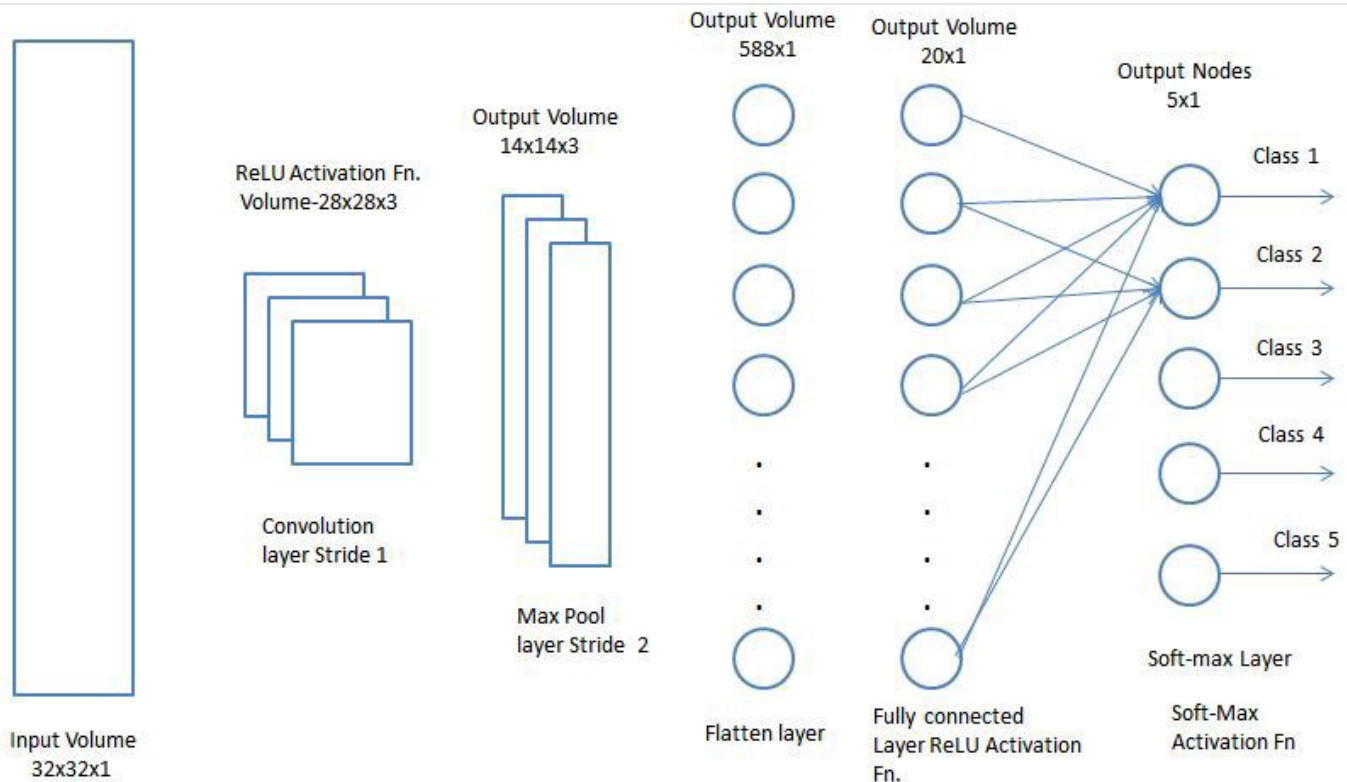 Input Volume
32x32x1
ReLU Activation Fn.
Volume-28x28x3
Convolution
layer Stride 1
Output Volume
14x14x3
Max Pool
layer Stride 2
Output Volume
588x1
Flatten layer
Output Volume
20x1
Fully connected
Layer ReLU Activation
Fn.
Output Nodes
5x1
Class 1
Class 2
Class 3
Class 4
Class 5
Soft-max Layer
Soft-Max
Activation Fn